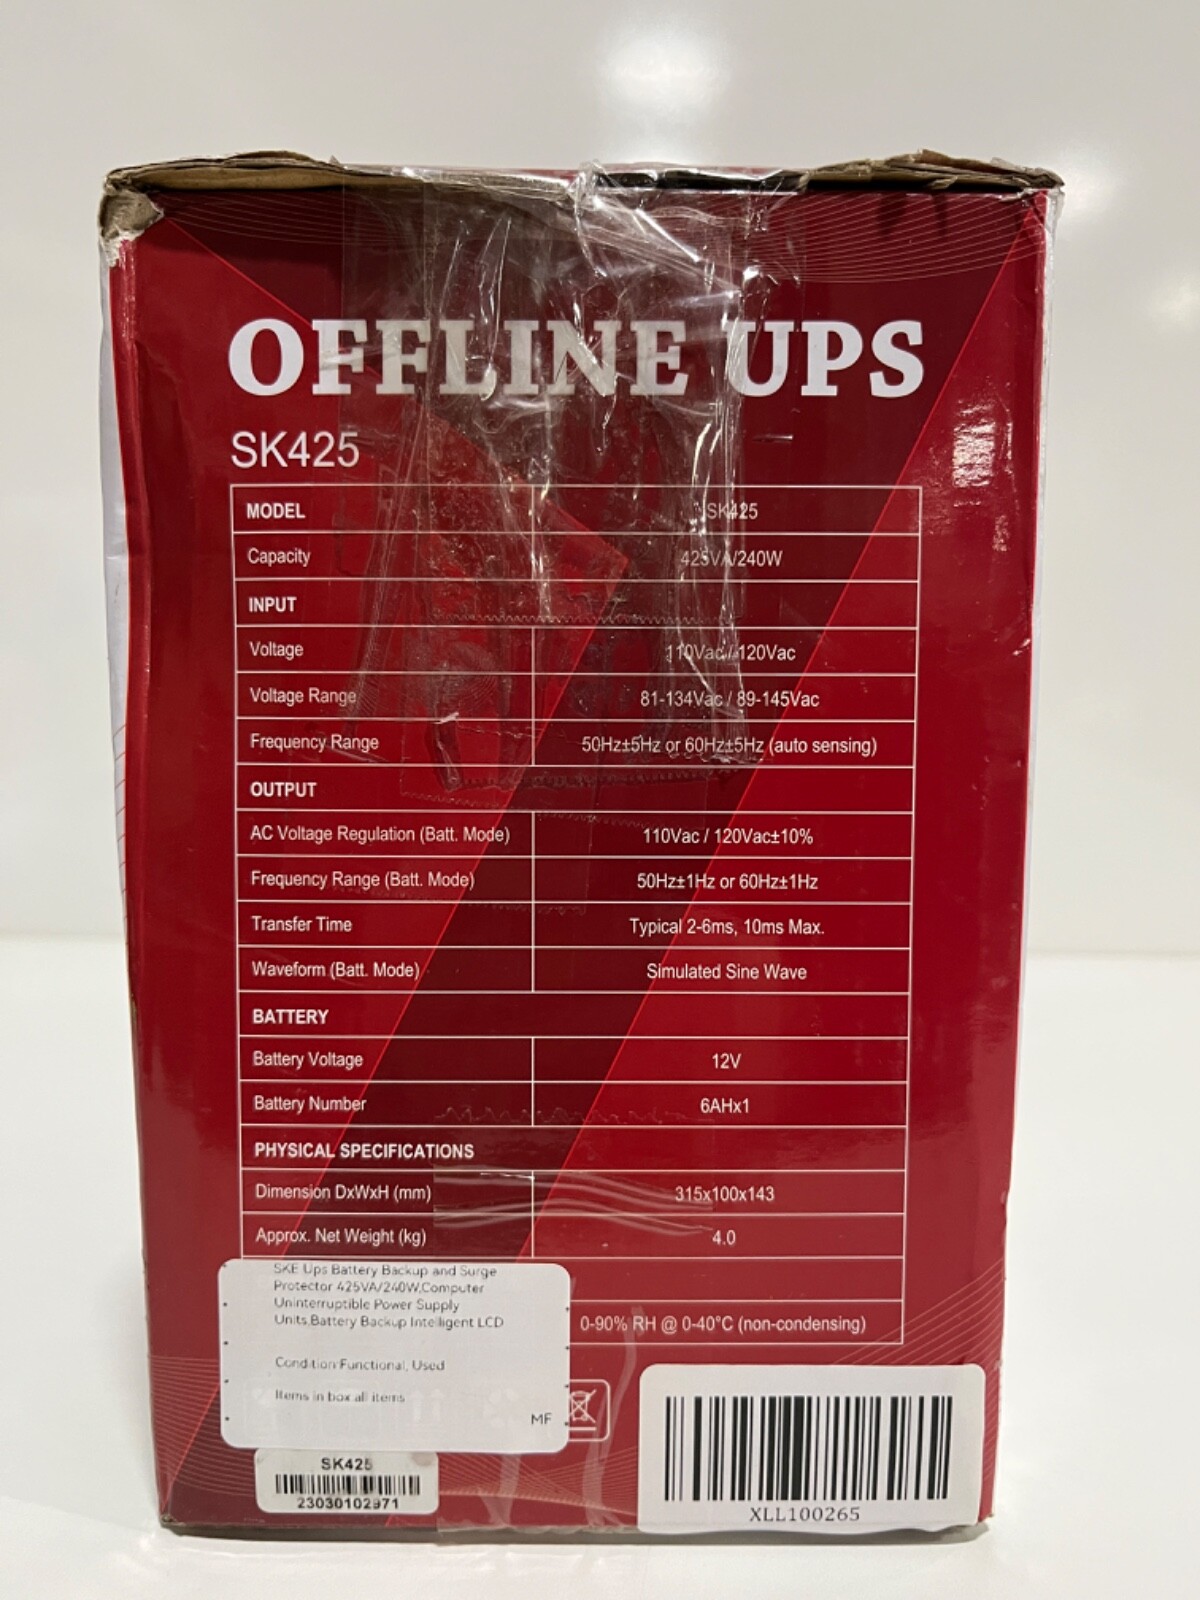 OFFLINE UPS
SK425
MODEL SK425
Capacity 425VA/240W
INPUT
Voltage 110Vac / 120Vac
Voltage Range 81-134Vac / 89-145Vac
Frequency Range 50Hz±5Hz or 60Hz±5Hz (auto sensing)
OUTPUT
AC Voltage Regulation (Batt. Mode) 110Vac / 120Vac±10%
Frequency Range (Batt. Mode) 50Hz±1Hz or 60Hz±1Hz
Transfer Time Typical 2-6ms, 10ms Max.
Waveform (Batt. Mode) Simulated Sine Wave
BATTERY
Battery Voltage 12V
Battery Number 6AHx1
PHYSICAL SPECIFICATIONS
Dimension DxWxH (mm) 315x100x143
Approx. Net Weight (kg) 4.0
0-90% RH @ 0-40°C (non-condensing)
SKE Ups Battery Backup and Surge
Protector 425VA/240W,Computer
Uninterruptible Power Supply
Units,Battery Backup Intelligent LCD
Condition:Functional, Used
Items in box:all items
MF
SK425
23030102971
XLL100265